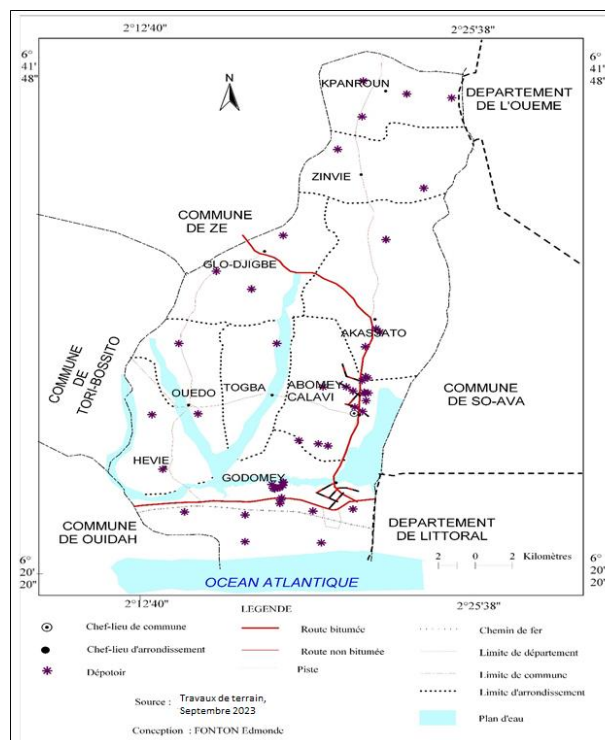 2°12'40"
2°25'38"
6°
41'
48"
6°
41'
48"
N
KPANROUN
DEPARTEMENT
DE L'OUEME
ZINVIE
COMMUNE
DE ZE
GLO-DJIGBE
AKASSATO
COMMUNE
DE
TORI-BOSSITO
OUEDO
TOGBA
ABOMEY
CALAVI
COMMUNE
DE SO-AVA
HEVIE
GODOMEY
COMMUNE
DE OUIDAH
DEPARTEMENT
DE LITTORAL
2 0 2 Kilomètres
6°
20'
20"
6°
20'
20"
OCEAN ATLANTIQUE
2°12'40"
2°25'38"
LEGENDE
Chef-lieu de commune
Route bitumée
Chemin de fer
Chef-lieu d'arrondissement
Route non bitumée
Limite de département
Dépotoir
Piste
Limite de commune
Limite d'arrondissement
Source : Travaux de terrain,
Septembre 2023
Plan d'eau
Conception : FONTON Edmonde